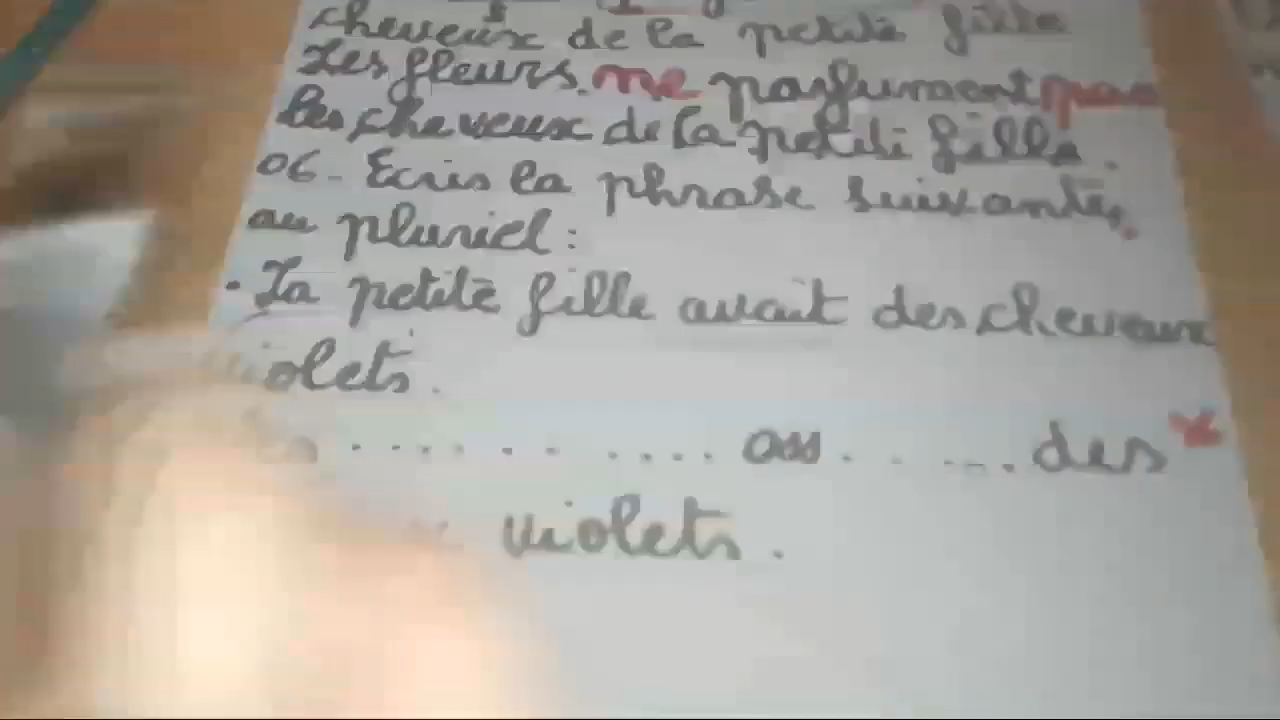 cheveux de la petite fille
Les fleurs ne parfument pas
les cheveux de la petite fille.
06- Ecris la phrase suivante,
au pluriel:
• La petite fille avait des cheveux
violets.
........... des
violets.